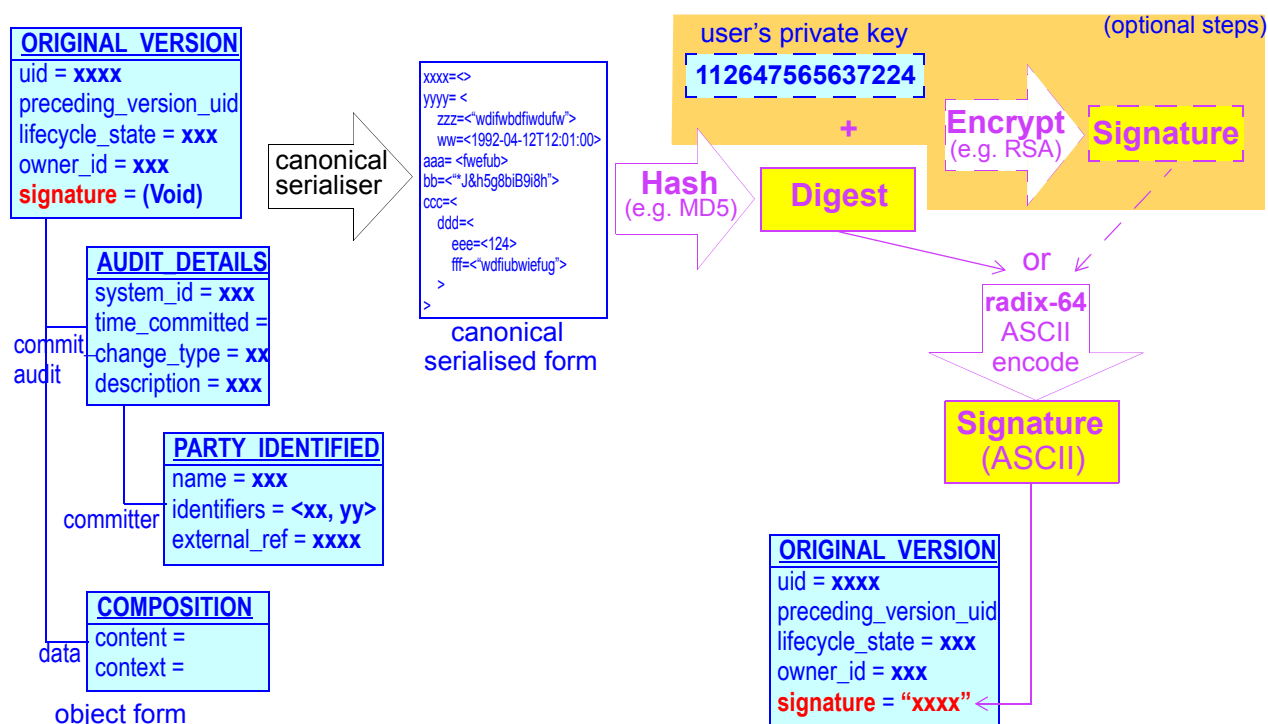 ORIGINAL_VERSION
uid = xxxx
preceding_version_uid
lifecycle_state = xxx
owner_id = xxx
signature = (Void)
commit_
audit
AUDIT_DETAILS
system_id = xxx
time_committed =
change_type = xx
description = xxx
committer
PARTY_IDENTIFIED
name = xxx
identifiers = <xx, yy>
external_ref = xxxx
data
COMPOSITION
content =
context =
object form
canonical
serialiser
xxxx=<>
yyyy= <
zzz=<“wdifwbdfiwdufw”>
ww=<1992-04-12T12:01:00>
aaa= <fwefub>
bb=<“*J&h5g8biB9i8h”>
ccc=<
ddd=<
eee=<124>
fff=<“wdfiubwiefug”>
>
>
canonical
serialised form
Hash
(e.g. MD5)
Digest
user’s private key
112647565637224
+
(optional steps)
Encrypt
(e.g. RSA)
Signature
or
radix-64
ASCII
encode
Signature
(ASCII)
ORIGINAL_VERSION
uid = xxxx
preceding_version_uid
lifecycle_state = xxx
owner_id = xxx
signature = “xxxx”